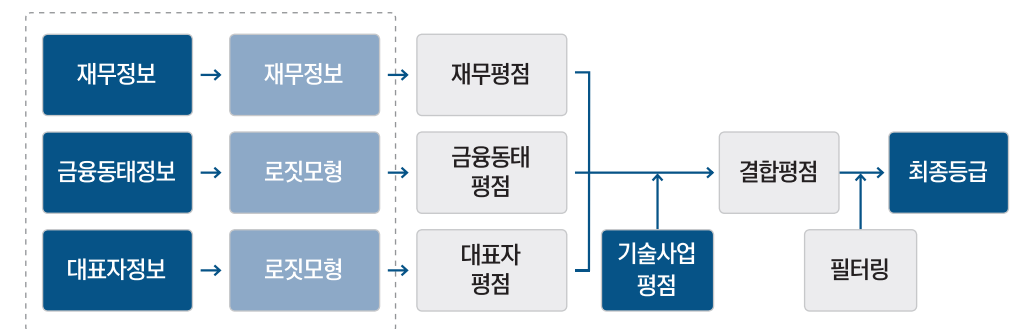 재무정보
재무정보
재무평점
금융동태정보
로짓모형
금융동태
평점
결합평점
최종등급
대표자정보
로짓모형
대표자
평점
기술사업
평점
필터링